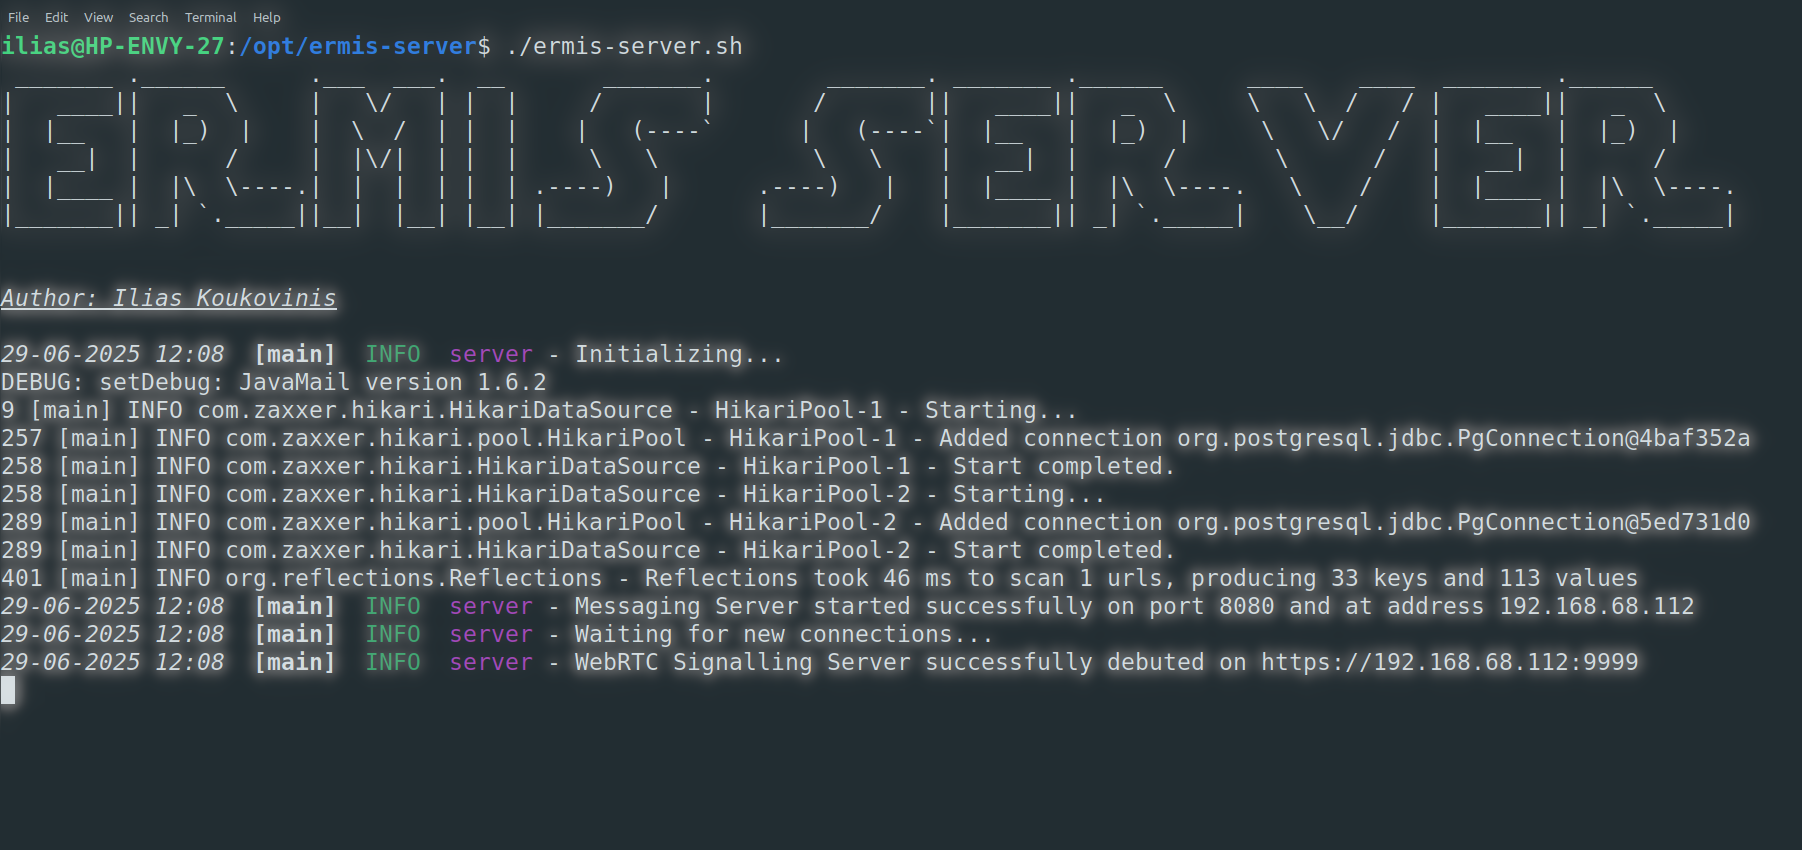 File Edit View Search Terminal Help
ilias@HP-ENVY-27:/opt/ermis-server$ ./ermis-server.sh
ERMIS SERVER
Author: Ilias Koukovinis
29-06-2025 12:08  [main]  INFO  server - Initializing...
DEBUG: setDebug: JavaMail version 1.6.2
9 [main] INFO com.zaxxer.hikari.HikariDataSource - HikariPool-1 - Starting...
257 [main] INFO com.zaxxer.hikari.pool.HikariPool - HikariPool-1 - Added connection org.postgresql.jdbc.PgConnection@4baf352a
258 [main] INFO com.zaxxer.hikari.HikariDataSource - HikariPool-1 - Start completed.
258 [main] INFO com.zaxxer.hikari.HikariDataSource - HikariPool-2 - Starting...
289 [main] INFO com.zaxxer.hikari.pool.HikariPool - HikariPool-2 - Added connection org.postgresql.jdbc.PgConnection@5ed731d0
289 [main] INFO com.zaxxer.hikari.HikariDataSource - HikariPool-2 - Start completed.
401 [main] INFO org.reflections.Reflections - Reflections took 46 ms to scan 1 urls, producing 33 keys and 113 values
29-06-2025 12:08  [main]  INFO  server - Messaging Server started successfully on port 8080 and at address 192.168.68.112
29-06-2025 12:08  [main]  INFO  server - Waiting for new connections...
29-06-2025 12:08  [main]  INFO  server - WebRTC Signalling Server successfully debuted on https://192.168.68.112:9999